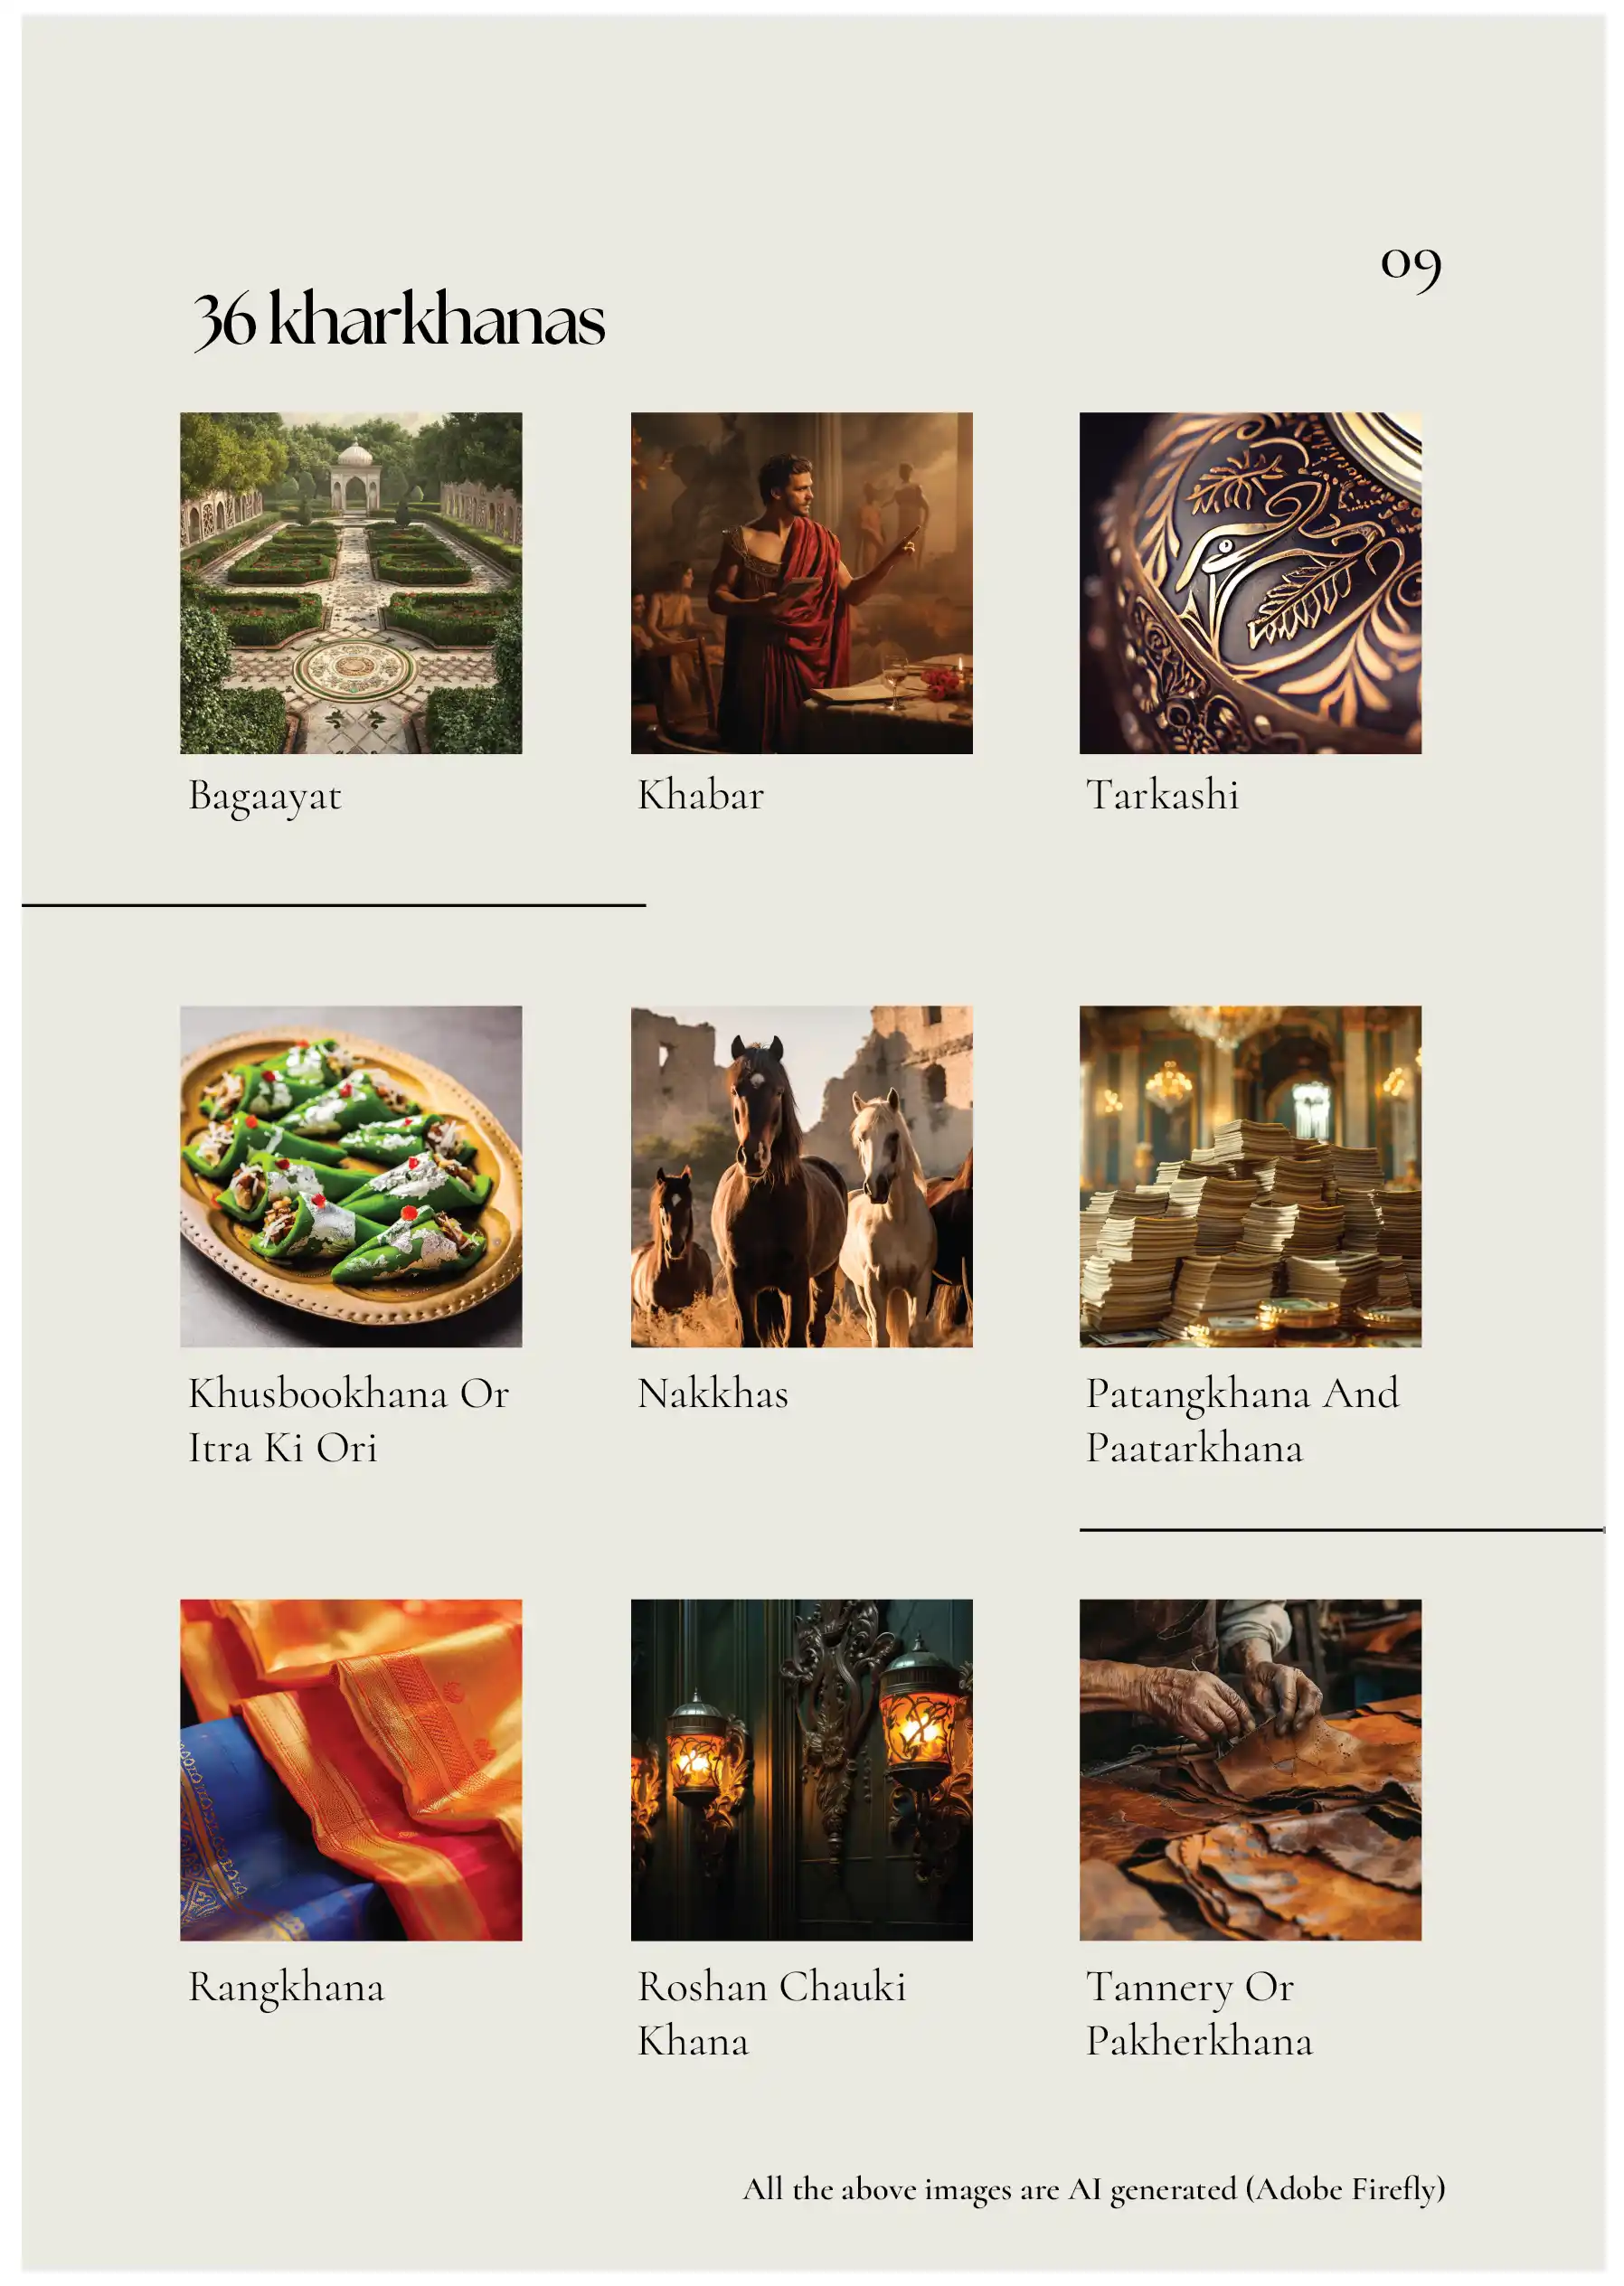 09
36 kharkhanas
Bagaayat
Khabar
Tarkashi
Khusbookhana Or
Itra Ki Ori
Nakkhas
Patangkhana And
Paatarkhana
Rangkhana
Roshan Chauki
Khana
Tannery Or
Pakherkhana
All the above images are AI generated (Adobe Firefly)